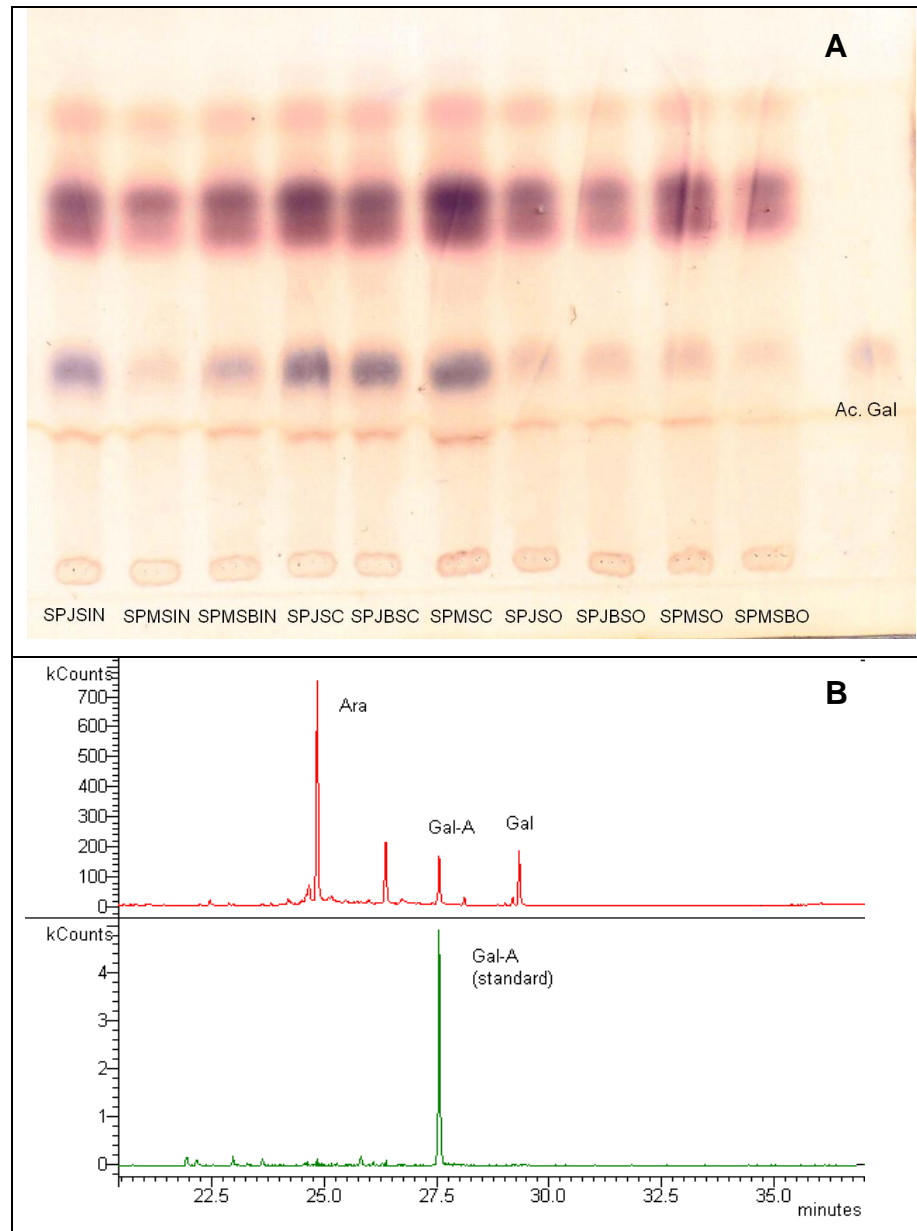 A
Ac. Gal
SPJSIN SPMSIN SPMSBIN SPJSC SPJBSC SPMSC SPJSO SPJBSO SPMSO SPMSBO
B
kCounts
700
600
500
400
300
200
100
0
Ara
Gal-A
Gal
kCounts
4
3
2
1
0
Gal-A
(standard)
22.5 25.0 27.5 30.0 32.5 35.0
minutes